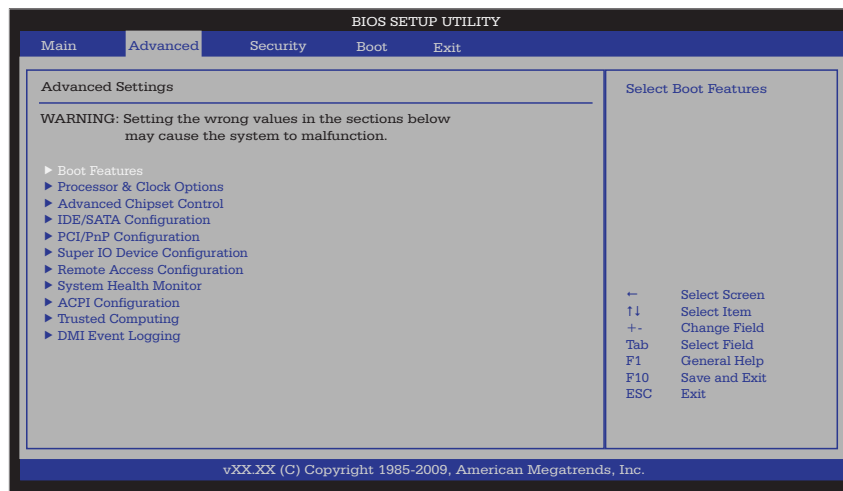 BIOS SETUP UTILITY
Main Advanced Security Boot Exit
Advanced Settings
WARNING: Setting the wrong values in the sections below
may cause the system to malfunction.
▶ Boot Features
▶ Processor & Clock Options
▶ Advanced Chipset Control
▶ IDE/SATA Configuration
▶ PCI/PnP Configuration
▶ Super IO Device Configuration
▶ Remote Access Configuration
▶ System Health Monitor
▶ ACPI Configuration
▶ Trusted Computing
▶ DMI Event Logging
Select Boot Features
← Select Screen
↑↓ Select Item
+- Change Field
Tab Select Field
F1 General Help
F10 Save and Exit
ESC Exit
vXX.XX (C) Copyright 1985-2009, American Megatrends, Inc.